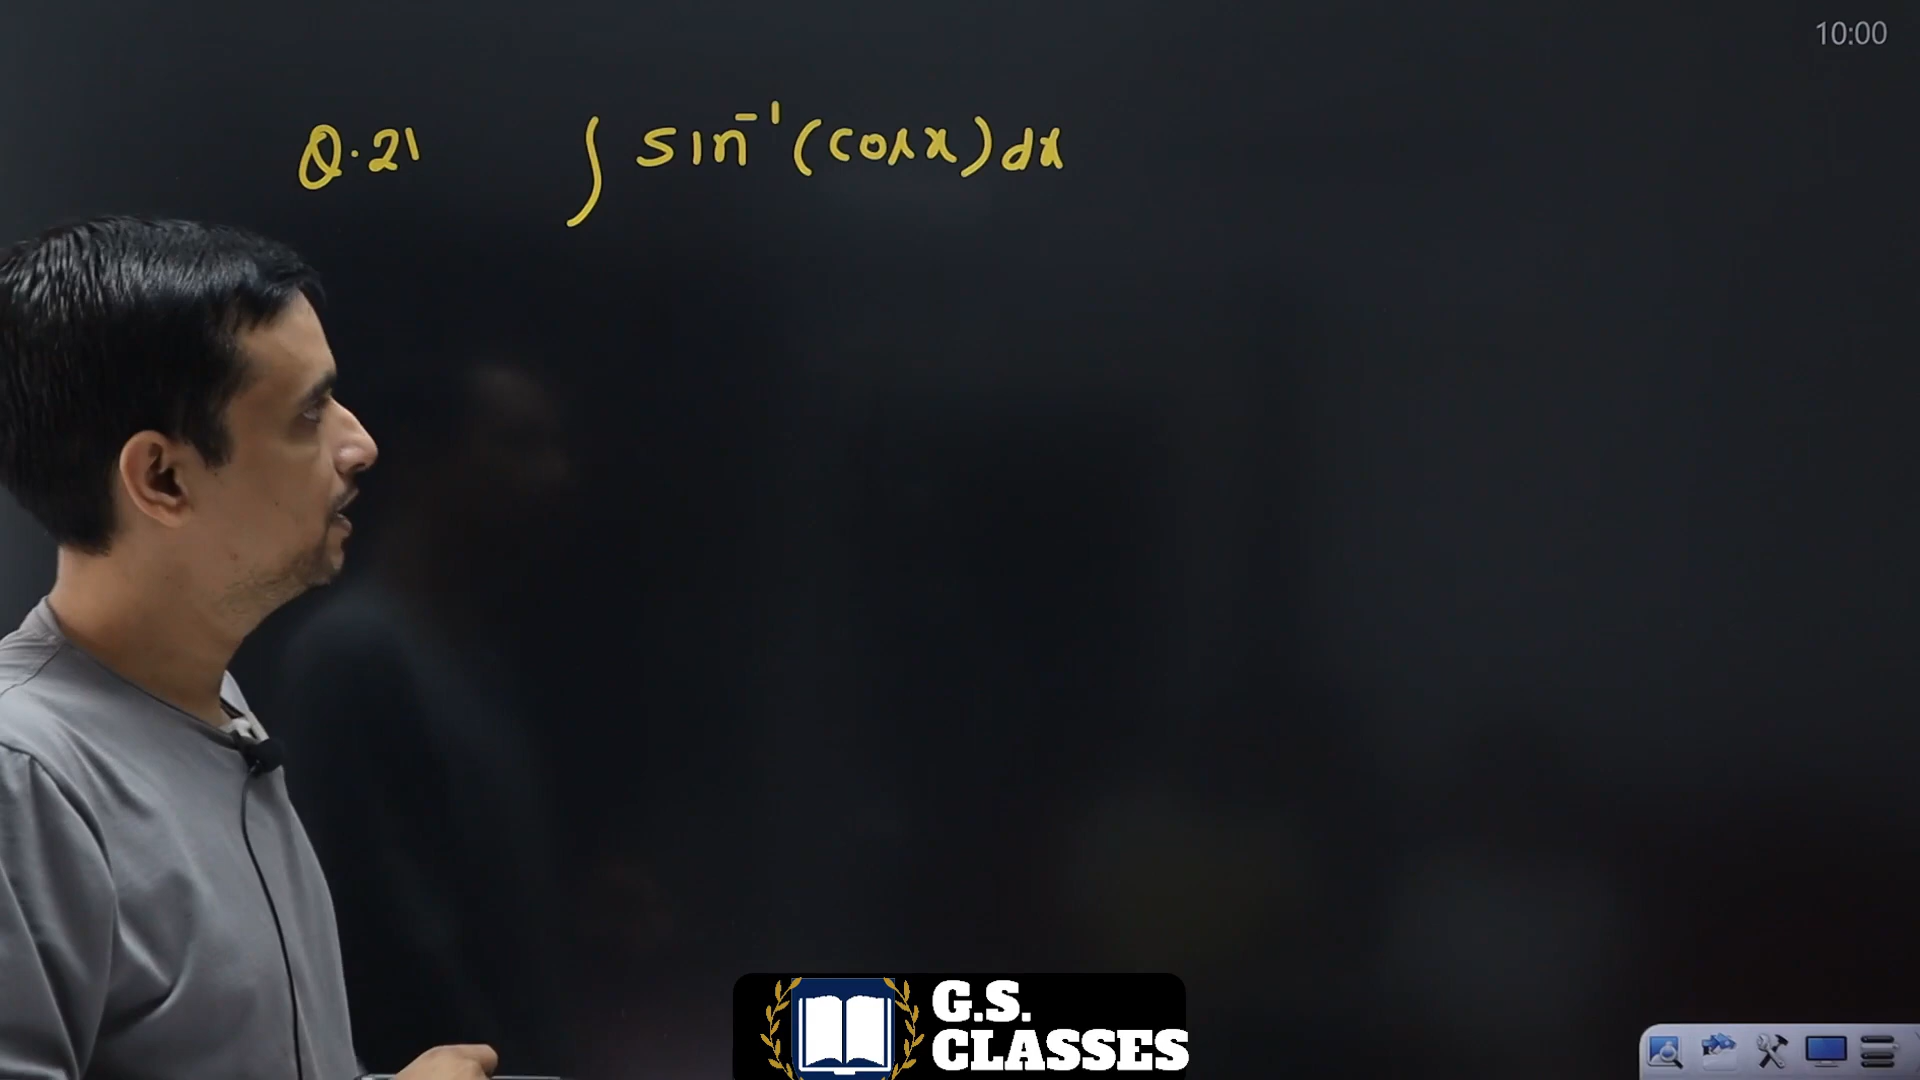 10:00
Q.21 ∫ sin⁻¹(cosx)dx
G.S.
CLASSES